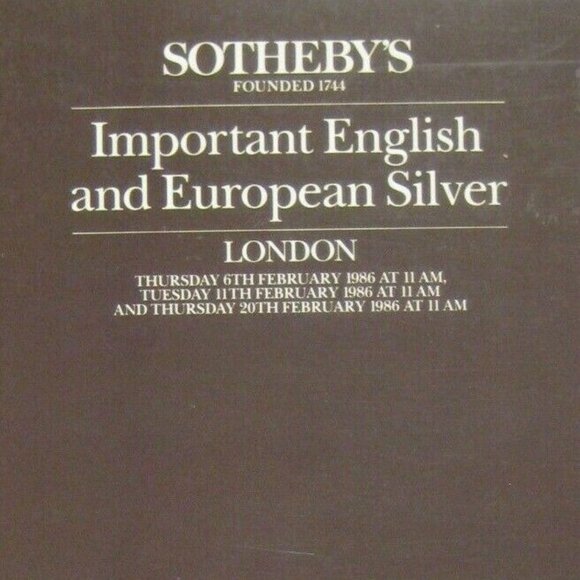 SOTHEBY'S
FOUNDED 1744
Important English
and European Silver
LONDON
THURSDAY 6TH FEBRUARY 1986 AT 11 AM,
TUESDAY 11TH FEBRUARY 1986 AT 11 AM
AND THURSDAY 20TH FEBRUARY 1986 AT 11 AM